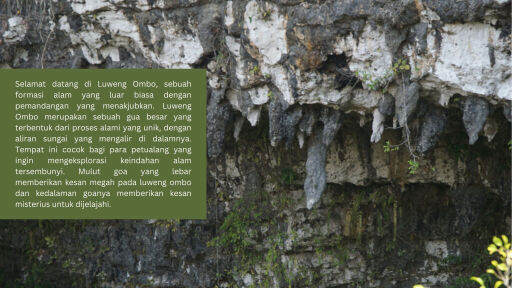 Selamat datang di Luweng Ombo, sebuah
formasi alam yang luar biasa dengan
pemandangan yang menakjubkan. Luweng
Ombo merupakan sebuah gua besar yang
terbentuk dari proses alami yang unik, dengan
aliran sungai yang mengalir di dalamnya.
Tempat ini cocok bagi para petualang yang
ingin mengeksplorasi keindahan alam
tersembunyi. Mulut goa yang lebar
memberikan kesan megah pada luweng ombo
dan kedalaman goanya memberikan kesan
misterius untuk dijelajahi.